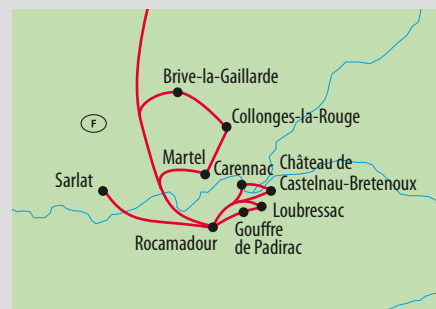 Brive-la-Gaillarde
F
Collonges-la-Rouge
Martel
Carennac
Château de
Castelnau-Bretenoux
Sarlat
Loubressac
Rocamadour
Gouffre
de Padirac